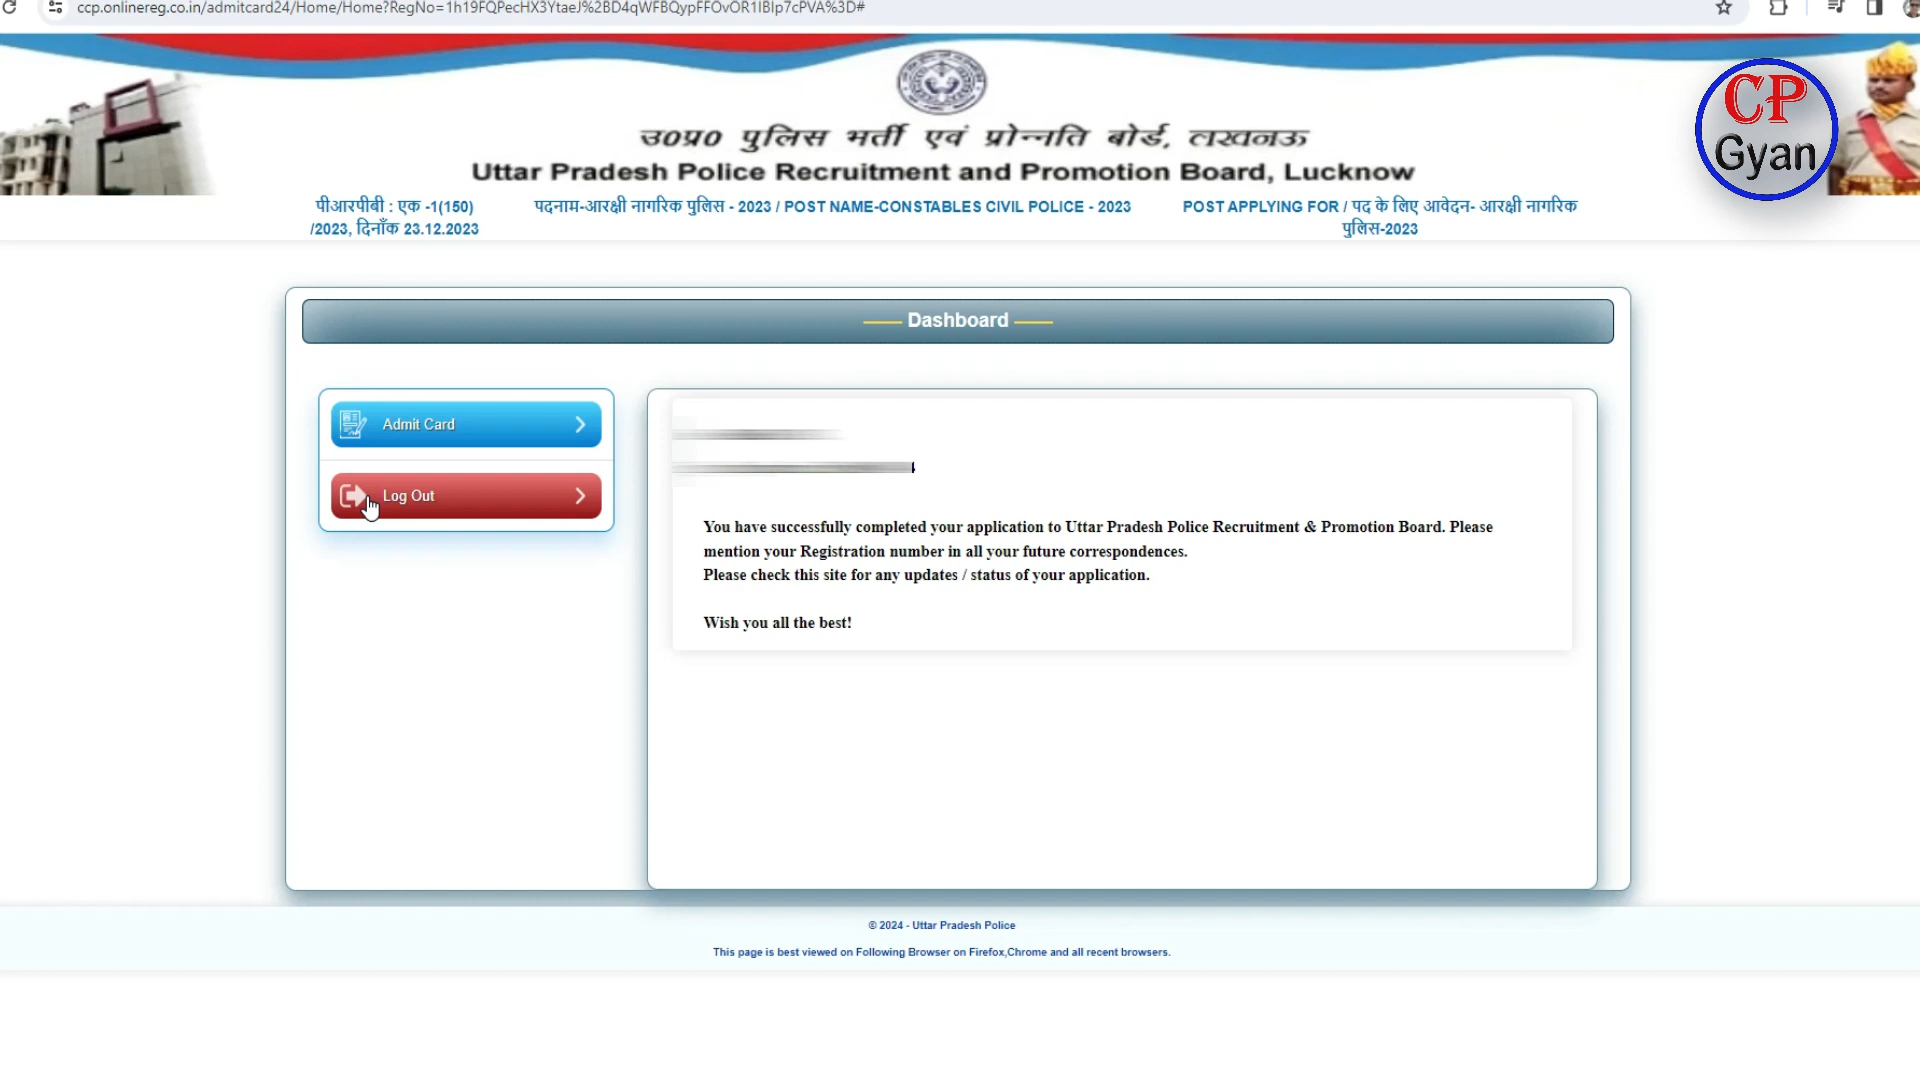 ccp.onlinereg.co.in/admitcard24/Home/Home?RegNo=1h19FQPecHX3YtaeJ%2BD4qWFBQypFFOvOR1IBIp7cPVA%3D#
उ0प्र0 पुलिस भर्ती एवं प्रोन्नति बोर्ड, लखनऊ
Uttar Pradesh Police Recruitment and Promotion Board, Lucknow
CP
Gyan
पीआरपीबी : एक -1(150)
/2023, दिनाँक 23.12.2023
पदनाम-आरक्षी नागरिक पुलिस - 2023 / POST NAME-CONSTABLES CIVIL POLICE - 2023
POST APPLYING FOR / पद के लिए आवेदन- आरक्षी नागरिक
पुलिस-2023
Dashboard
Admit Card
Log Out
You have successfully completed your application to Uttar Pradesh Police Recruitment & Promotion Board. Please
mention your Registration number in all your future correspondences.
Please check this site for any updates / status of your application.
Wish you all the best!
© 2024 - Uttar Pradesh Police
This page is best viewed on Following Browser on Firefox,Chrome and all recent browsers.